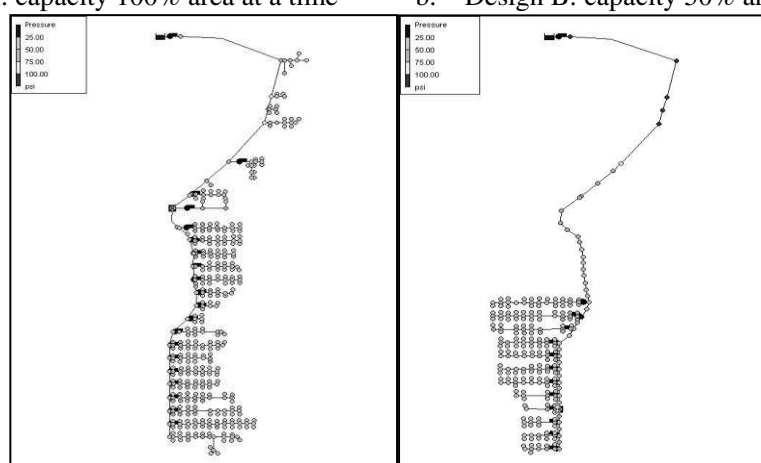 : capacity 100% area at a time b. Design B: capacity 50% ar
Pressure
25.00
50.00
75.00
100.00
psi
Pressure
25.00
50.00
75.00
100.00
psi